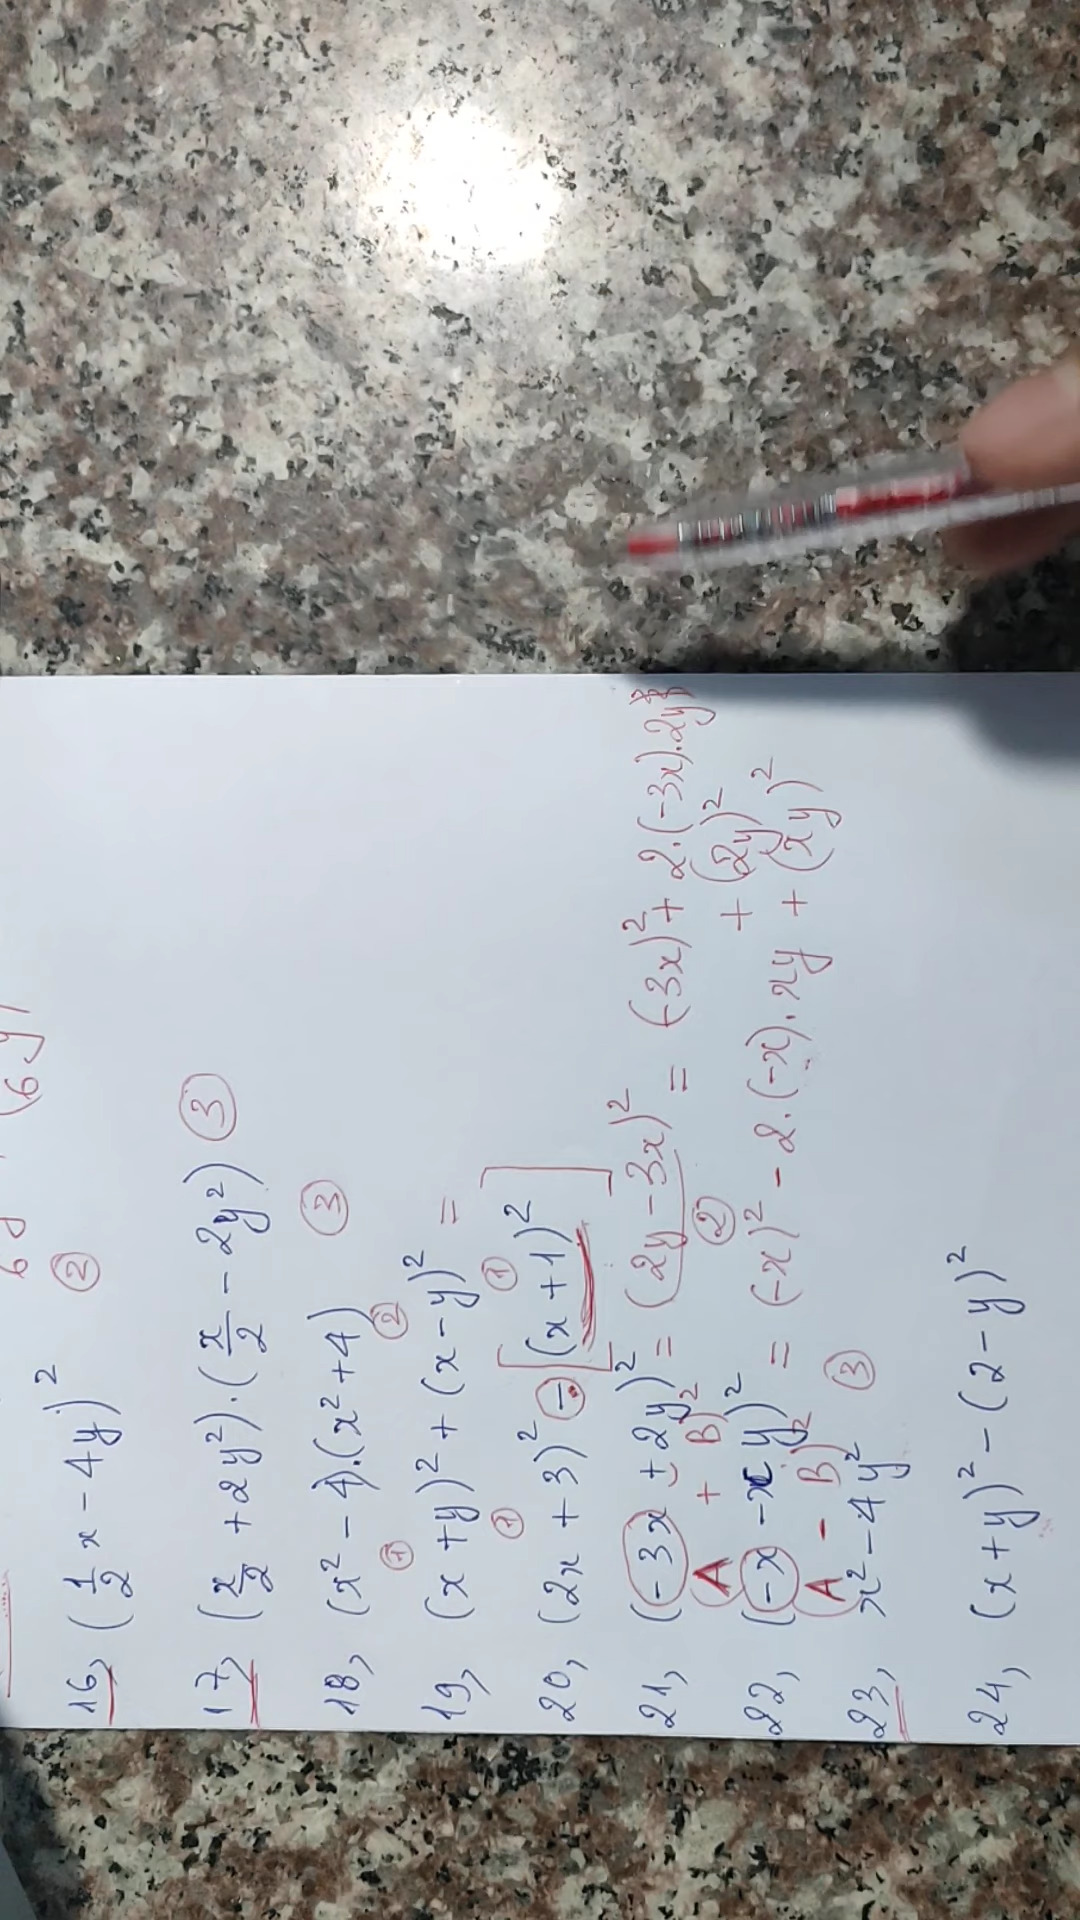 16, (1/2 x - 4y)² ②
17, (x/2 + 2y²).(x/2 - 2y²) ③
18, (x² - 4).(x² + 4) ③
① ②
19, (x + y)² + (x - y)² =
① ①
20, (2x + 3)² - [(x + 1)²]
21, (-3x + 2y)² = (2y - 3x)² = (-3x)² + 2.(-3x).2y
A + B)² ② + (2y)²
22, (-x - xy)² = (-x)² - 2.(-x).xy + (xy)²
A - B)²
23, x² - 4y² ③
24, (x + y)² - (2 - y)²